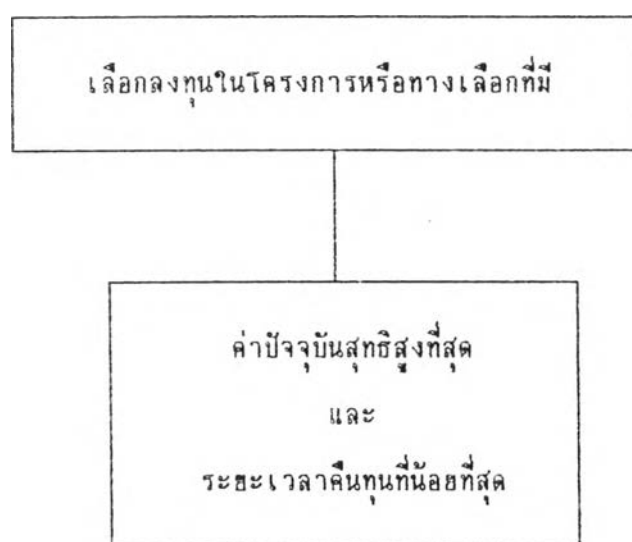 เลือกลงทุนในโครงการหรือทางเลือกที่มี
ค่าปัจจุบันสุทธิสูงที่สุด
และ
ระยะเวลาคืนทุนที่น้อยที่สุด